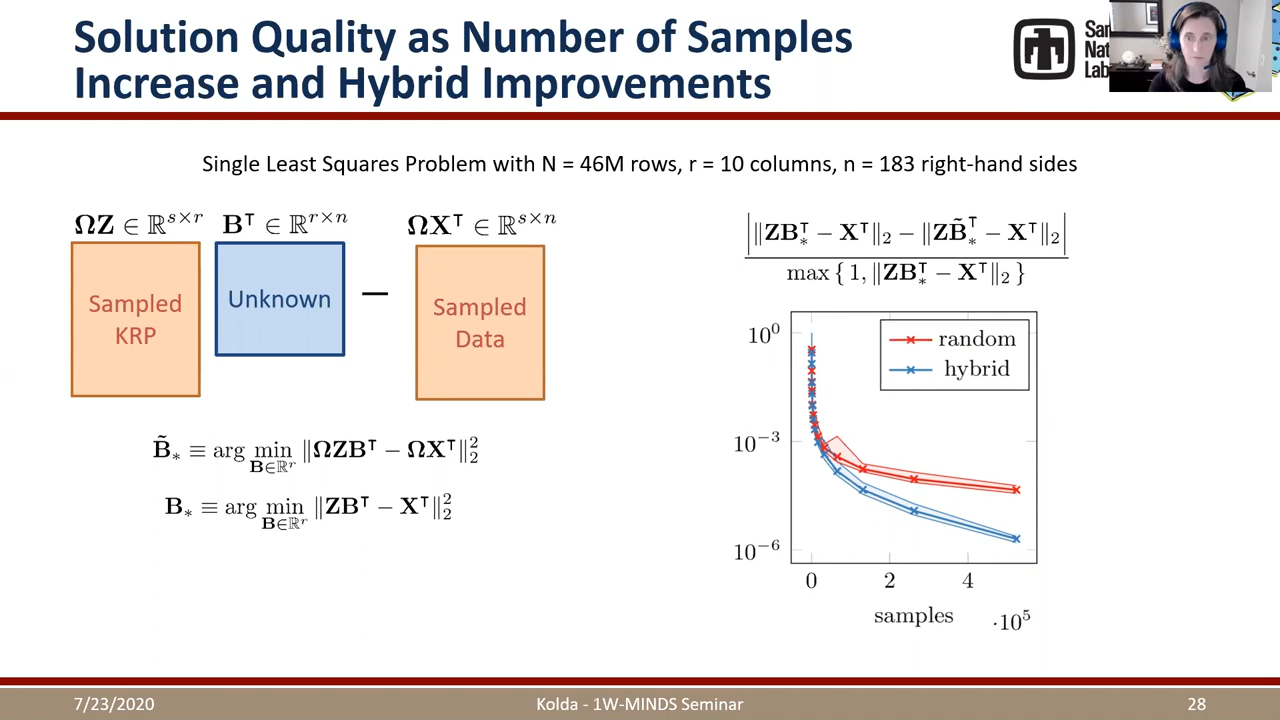 Solution Quality as Number of Samples
Increase and Hybrid Improvements
San
Nat
Lab
Single Least Squares Problem with N = 46M rows, r = 10 columns, n = 183 right-hand sides
ΩZ ∈ ℝ^{s×r} B^⊤ ∈ ℝ^{r×n} ΩX^⊤ ∈ ℝ^{s×n}
Sampled
KRP
Unknown
−
Sampled
Data
B̃_* ≡ arg min_{B∈ℝ^r} ‖ΩZB^⊤ − ΩX^⊤‖_2^2
B_* ≡ arg min_{B∈ℝ^r} ‖ZB^⊤ − X^⊤‖_2^2
|‖ZB_*^⊤ − X^⊤‖_2 − ‖ZB̃_*^⊤ − X^⊤‖_2|
max { 1, ‖ZB_*^⊤ − X^⊤‖_2 }
random
hybrid
10^0
10^{−3}
10^{−6}
0 2 4
samples ·10^5
7/23/2020 Kolda - 1W-MINDS Seminar 28